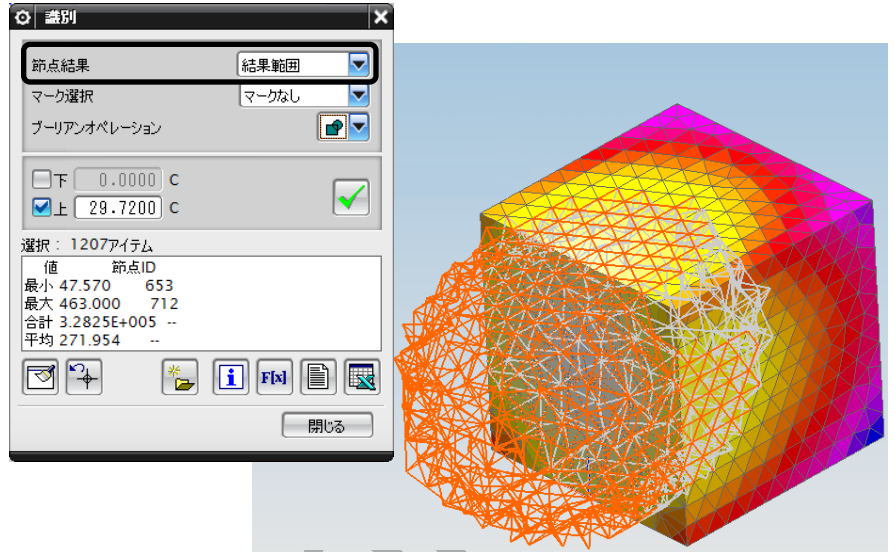 識別
節点結果 結果範囲
マーク選択 マークなし
ブーリアンオペレーション
下 0.0000 C
上 29.7200 C
選択： 1207アイテム
値 節点ID
最小 47.570 653
最大 463.000 712
合計 3.2825E+005 --
平均 271.954 --
F[x]
閉じる